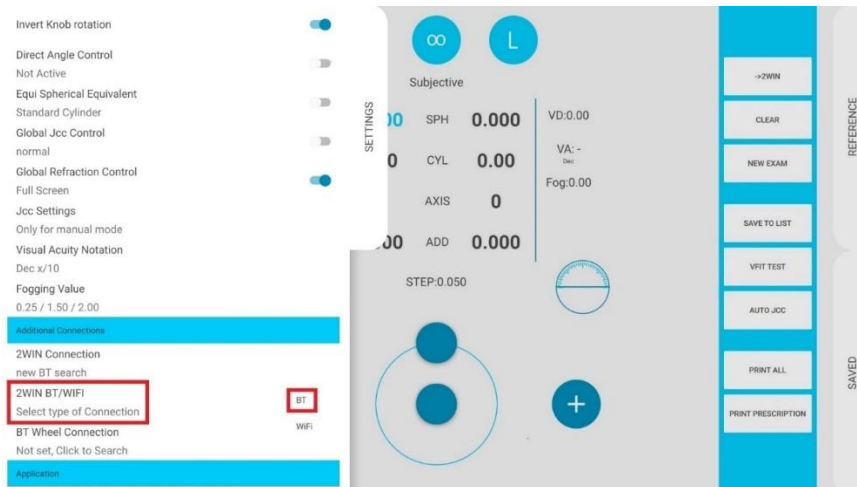 Invert Knob rotation
Direct Angle Control
Not Active
Equi Spherical Equivalent
Standard Cylinder
Global Jcc Control
normal
Global Refraction Control
Full Screen
Jcc Settings
Only for manual mode
Visual Acuity Notation
Dec x/10
Fogging Value
0.25 / 1.50 / 2.00
Additional Connections
2WIN Connection
new BT search
2WIN BT/WIFI
Select type of Connection
BT
WiFi
BT Wheel Connection
Not set, Click to Search
Application
SETTINGS
∞ L
Subjective
00 SPH 0.000
0 CYL 0.00
AXIS 0
00 ADD 0.000
VD:0.00
VA: -
Dec
Fog:0.00
STEP:0.050
+
->2WIN
CLEAR
NEW EXAM
SAVE TO LIST
VFIT TEST
AUTO JCC
PRINT ALL
PRINT PRESCRIPTION
REFERENCE
SAVED